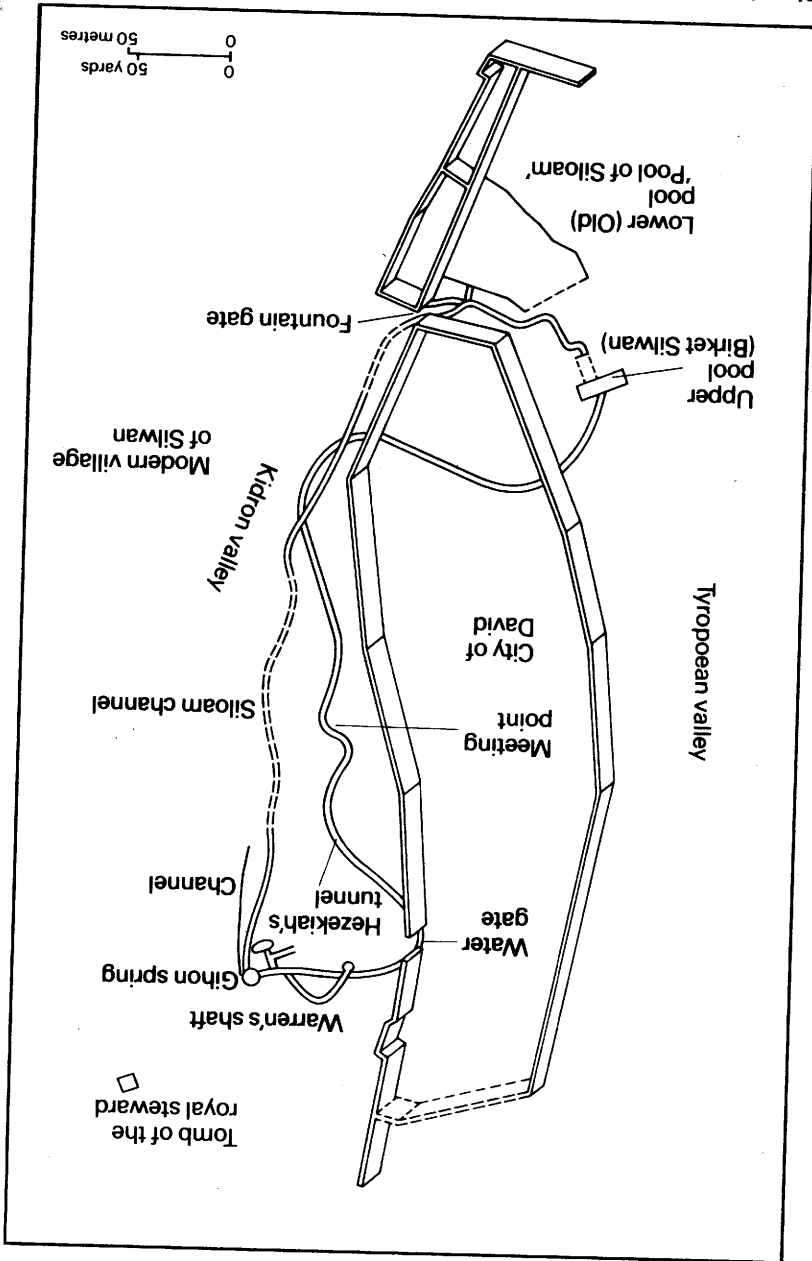 Tomb of the
royal steward
Warren's shaft
Gihon spring
Water
gate
Hezekiah's
tunnel
Channel
Meeting
point
Siloam channel
City of
David
Tyropoean valley
Kidron valley
Modern village
of Silwan
Upper
pool
(Birket Silwan)
Fountain gate
Lower (Old)
pool
'Pool of Siloam'
0 50 yards
0 50 metres